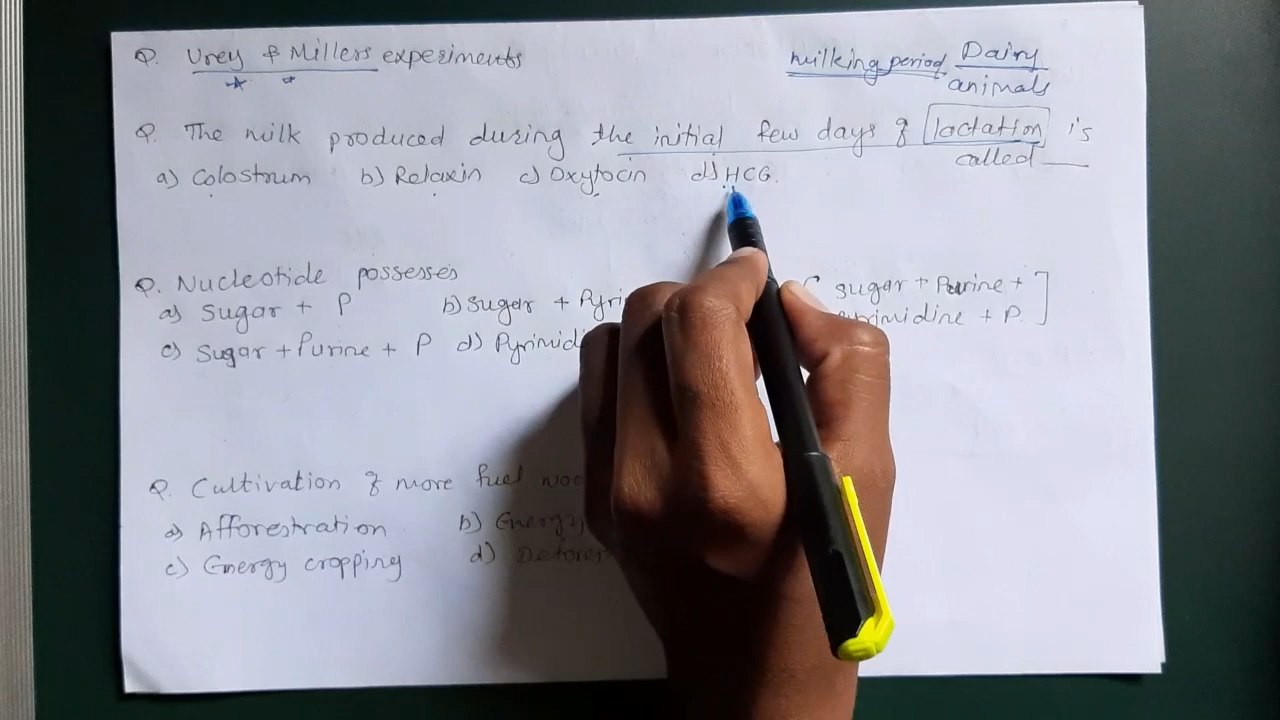 Q. Urey & Millers experiments
milking period Dairy
animals
Q. The milk produced during the initial few days of lactation is
called ___
a) Colostrum b) Relaxin c) Oxytocin d) HCG.
Q. Nucleotide possesses
a) Sugar + P b) sugar + sugar + Purine +
+ P
c) Sugar + Purine + P d)
Q. Cultivation of more fuel
a) Afforestration b) Energy
c) Energy cropping d)